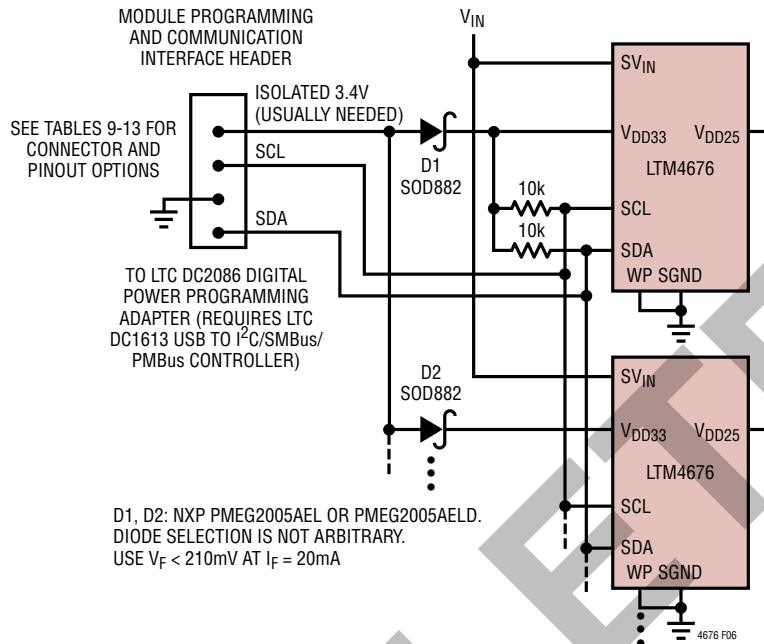 MODULE PROGRAMMING
AND COMMUNICATION
INTERFACE HEADER
VIN
ISOLATED 3.4V
(USUALLY NEEDED)
SEE TABLES 9-13 FOR
CONNECTOR AND
PINOUT OPTIONS
SCL
SDA
D1
SOD882
10k
10k
SVIN
VDD33 VDD25
LTM4676
SCL
SDA
WP SGND
TO LTC DC2086 DIGITAL
POWER PROGRAMMING
ADAPTER (REQUIRES LTC
DC1613 USB TO I²C/SMBus/
PMBus CONTROLLER)
D2
SOD882
SVIN
VDD33 VDD25
LTM4676
SCL
SDA
WP SGND
D1, D2: NXP PMEG2005AEL OR PMEG2005AELD.
DIODE SELECTION IS NOT ARBITRARY.
USE VF < 210mV AT IF = 20mA
4676 F06